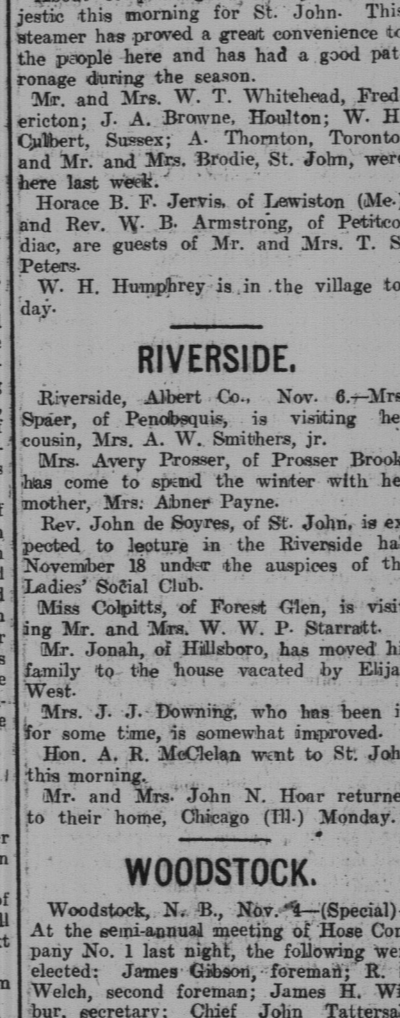 jestic this morning for St. John. This
steamer has proved a great convenience to
the people here and has had a good pat
ronage during the season.
Mr. and Mrs. W. T. Whitehead, Fred
ericton; J. A. Browne, Houlton; W. H
Culbert, Sussex; A. Thornton, Toronto
and Mr. and Mrs. Brodie, St. John, were
here last week.
Horace B. F. Jervis, of Lewiston (Me.
and Rev. W. B. Armstrong, of Petitco
diac, are guests of Mr. and Mrs. T. S
Peters.
W. H. Humphrey is in the village to
day.
RIVERSIDE.
Riverside, Albert Co., Nov. 6.—Mrs
Spaer, of Penobsquis, is visiting he
cousin, Mrs. A. W. Smithers, jr.
Mrs. Avery Prosser, of Prosser Brook
has come to spend the winter with he
mother, Mrs. Abner Payne.
Rev. John de Soyres, of St. John, is ex
pected to lecture in the Riverside ha
November 18 under the auspices of th
Ladies' Social Club.
Miss Colpitts, of Forest Glen, is visi
ing Mr. and Mrs. W. W. P. Starratt.
Mr. Jonah, of Hillsboro, has moved hi
family to the house vacated by Elija
West.
Mrs. J. J. Downing, who has been i
for some time, is somewhat improved.
Hon. A. R. McClelan went to St. Joh
this morning.
Mr. and Mrs. John N. Hoar returne
to their home, Chicago (Ill.) Monday.
WOODSTOCK.
Woodstock, N. B., Nov. 4—(Special)
At the semi-annual meeting of Hose Com
pany No. 1 last night, the following we
elected: James Gibson, foreman; R.
Welch, second foreman; James H. Wi
bur, secretary; Chief John Tattersa